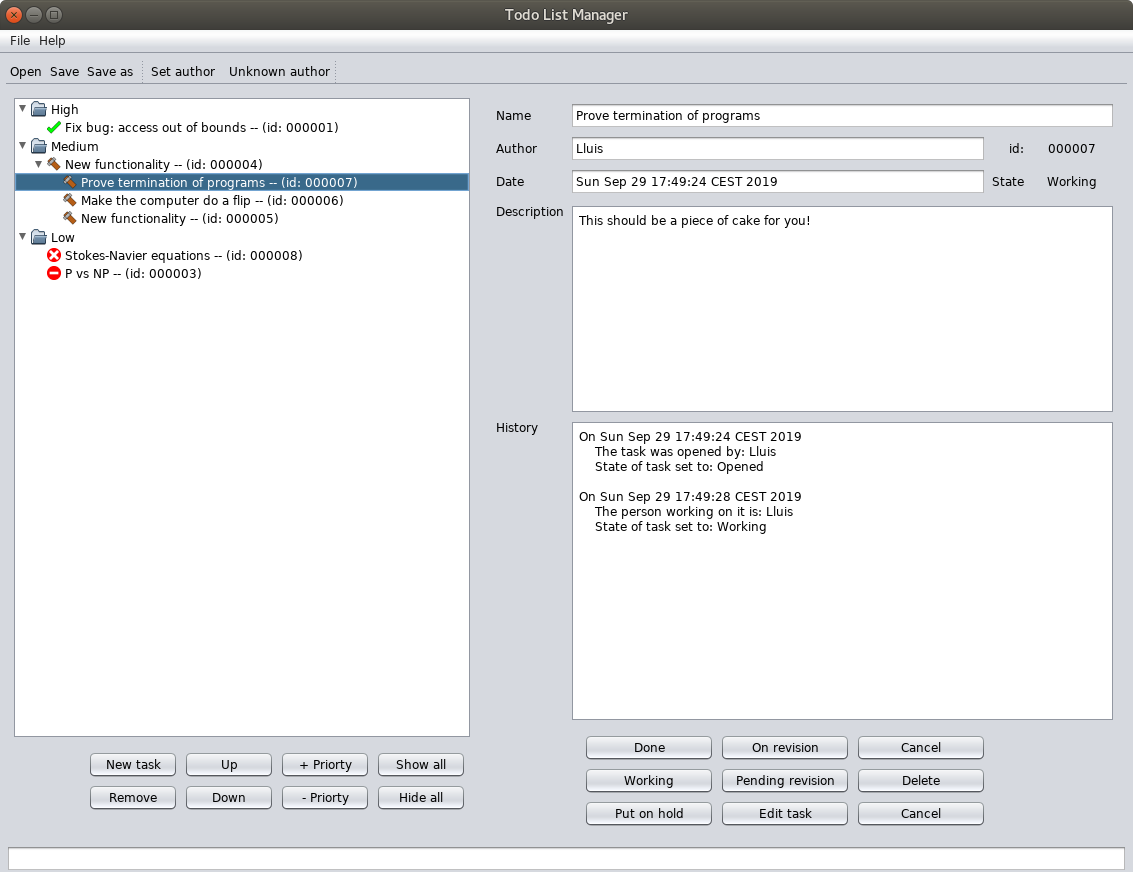 Todo List Manager
File Help
Open Save Save as Set author Unknown author
High
Fix bug: access out of bounds -- (id: 000001)
Medium
New functionality -- (id: 000004)
Prove termination of programs -- (id: 000007)
Make the computer do a flip -- (id: 000006)
New functionality -- (id: 000005)
Low
Stokes-Navier equations -- (id: 000008)
P vs NP -- (id: 000003)
New task Up + Priorty Show all
Remove Down - Priorty Hide all
Name Prove termination of programs
Author Lluis id: 000007
Date Sun Sep 29 17:49:24 CEST 2019 State Working
Description This should be a piece of cake for you!
History
On Sun Sep 29 17:49:24 CEST 2019
The task was opened by: Lluis
State of task set to: Opened
On Sun Sep 29 17:49:28 CEST 2019
The person working on it is: Lluis
State of task set to: Working
Done On revision Cancel
Working Pending revision Delete
Put on hold Edit task Cancel